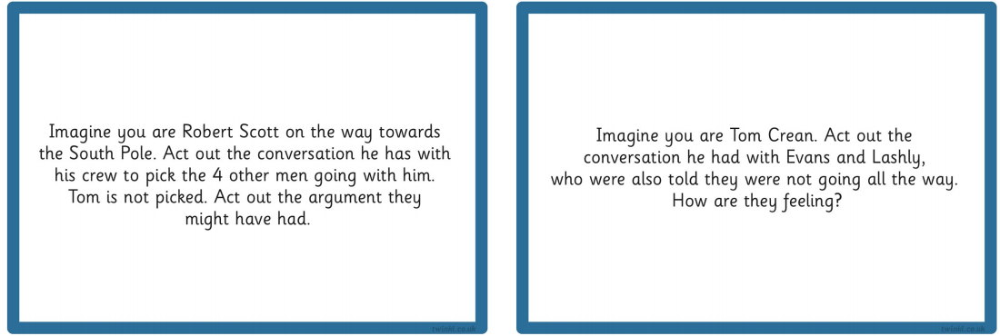 Imagine you are Robert Scott on the way towards
the South Pole. Act out the conversation he has with
his crew to pick the 4 other men going with him.
Tom is not picked. Act out the argument they
might have had.
twinkl.co.uk
Imagine you are Tom Crean. Act out the
conversation he had with Evans and Lashly,
who were also told they were not going all the way.
How are they feeling?
twinkl.co.uk